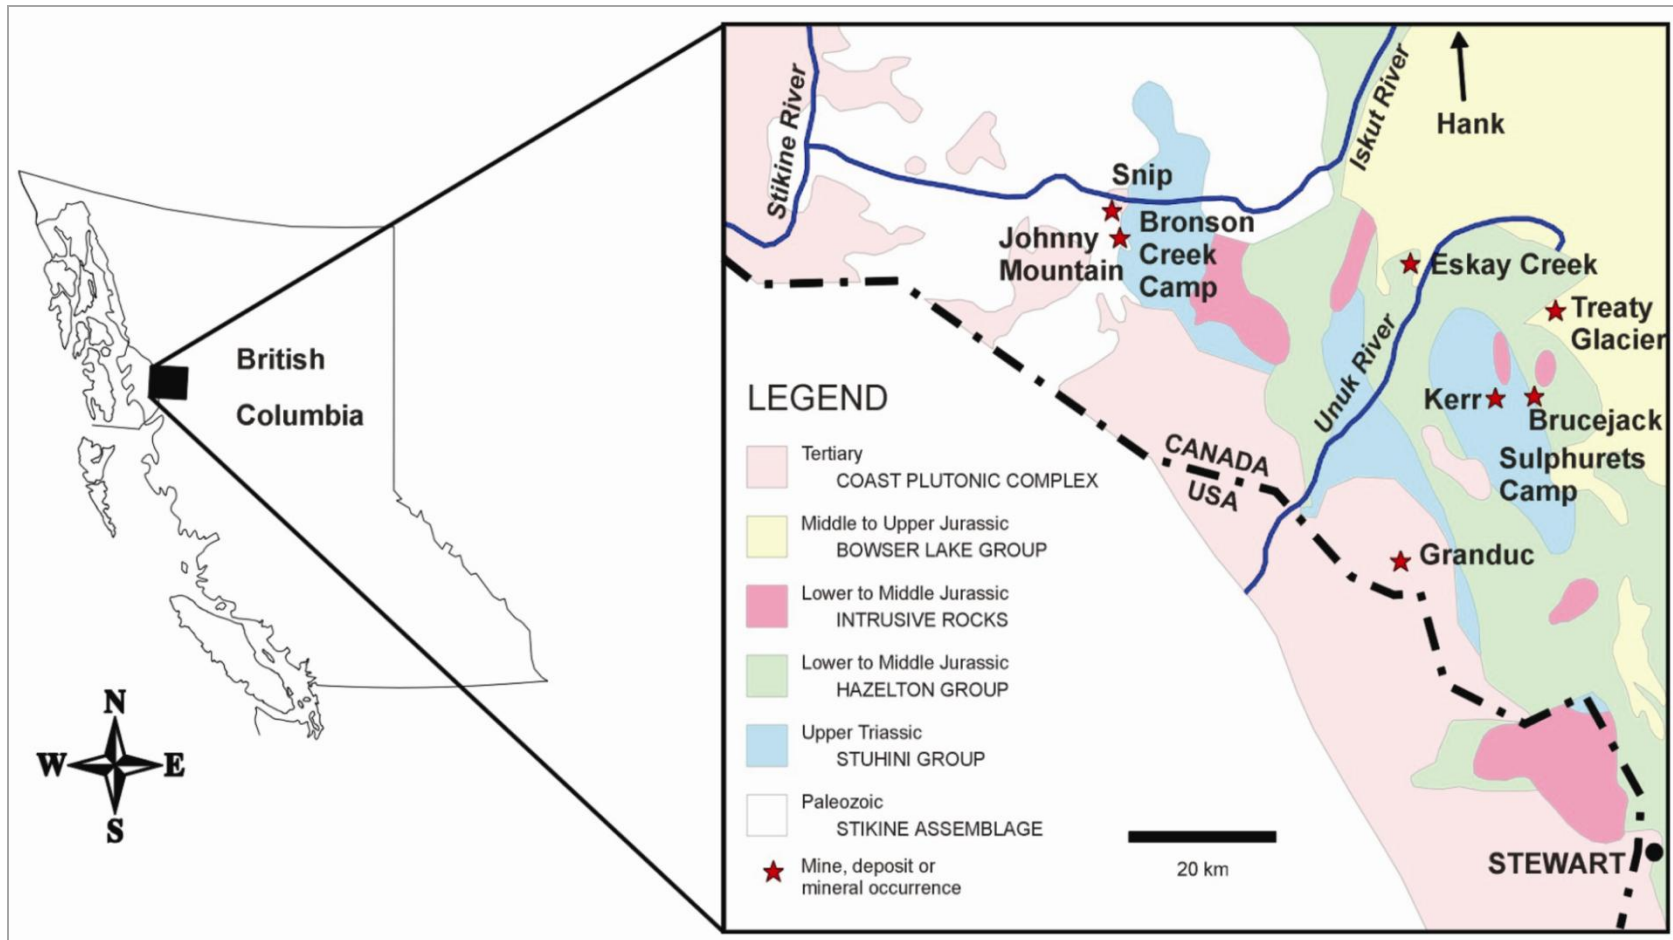 British
Columbia
N
W
E
S
Stikine River
Iskut River
Hank
Snip
Bronson
Creek
Camp
Johnny
Mountain
Eskay Creek
Treaty
Glacier
Unuk River
Kerr
Brucejack
Sulphurets
Camp
CANADA
USA
Granduc
STEWART
LEGEND
Tertiary
COAST PLUTONIC COMPLEX
Middle to Upper Jurassic
BOWSER LAKE GROUP
Lower to Middle Jurassic
INTRUSIVE ROCKS
Lower to Middle Jurassic
HAZELTON GROUP
Upper Triassic
STUHINI GROUP
Paleozoic
STIKINE ASSEMBLAGE
Mine, deposit or
mineral occurrence
20 km